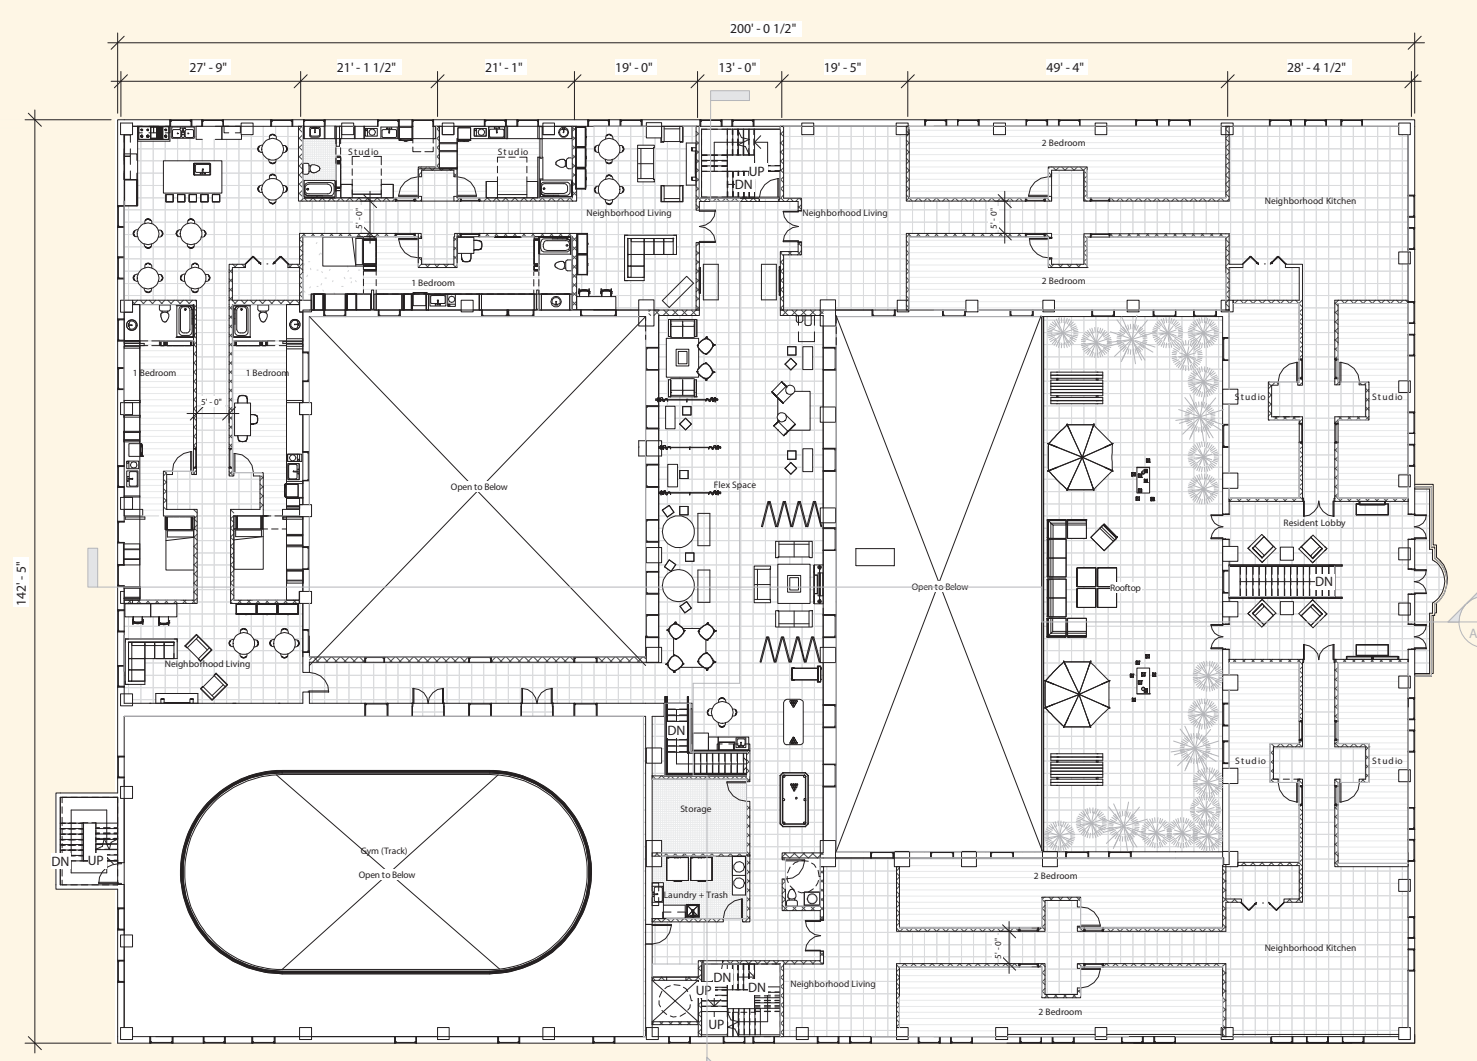 200' - 0 1/2"
27' - 9"
21' - 1 1/2"
21' - 1"
19' - 0"
13' - 0"
19' - 5"
49' - 4"
28' - 4 1/2"
142' - 5"
Studio
Studio
2 Bedroom
UP
DN
Neighborhood Living
Neighborhood Living
Neighborhood Kitchen
5' - 0"
5' - 0"
1 Bedroom
2 Bedroom
1 Bedroom
1 Bedroom
5' - 0"
Studio
Studio
Open to Below
Flex Space
Resident Lobby
DN
Open to Below
Rooftop
A
Neighborhood Living
DN
Studio
Studio
Storage
Gym (Track)
Open to Below
DN
UP
Laundry + Trash
2 Bedroom
5' - 0"
Neighborhood Kitchen
Neighborhood Living
DN
UP
DN
UP
2 Bedroom